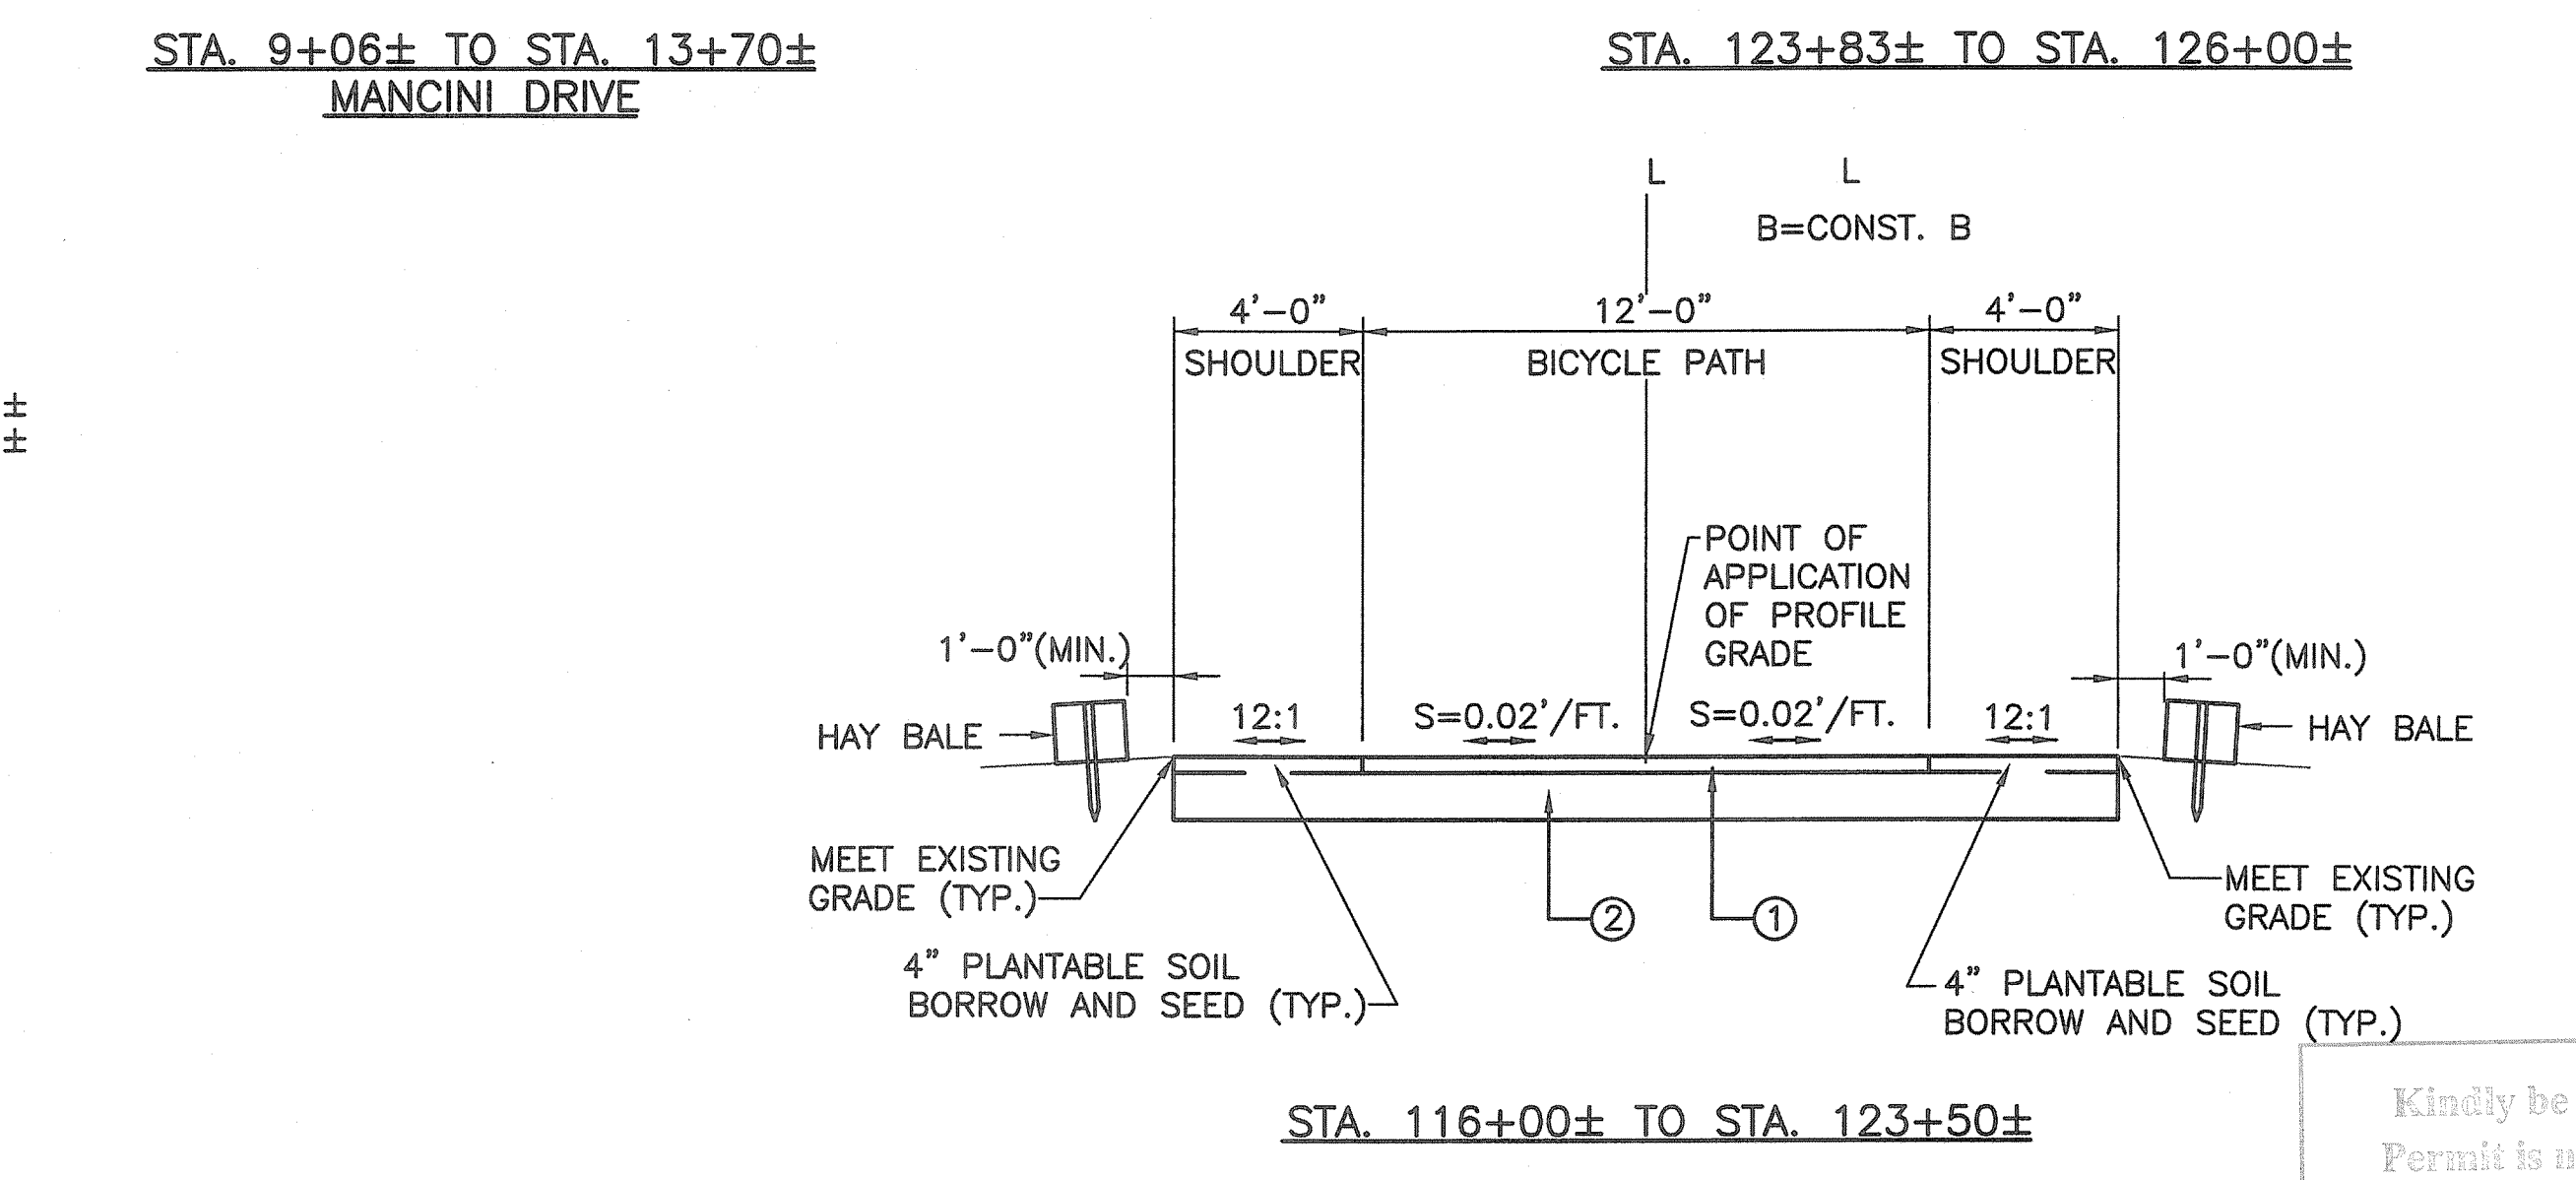 STA. 9+06± TO STA. 13+70±
MANCINI DRIVE
STA. 123+83± TO STA. 126+00±
L L
B=CONST. B
4'-0" 12'-0" 4'-0"
SHOULDER BICYCLE PATH SHOULDER
±
±
POINT OF
APPLICATION
OF PROFILE
GRADE
1'-0"(MIN.) 1'-0"(MIN.)
12:1 S=0.02'/FT. S=0.02'/FT. 12:1
HAY BALE HAY BALE
MEET EXISTING
GRADE (TYP.)
MEET EXISTING
GRADE (TYP.)
2 1
4" PLANTABLE SOIL
BORROW AND SEED (TYP.)
4" PLANTABLE SOIL
BORROW AND SEED (TYP.)
STA. 116+00± TO STA. 123+50±
Kindly be
Permit is n